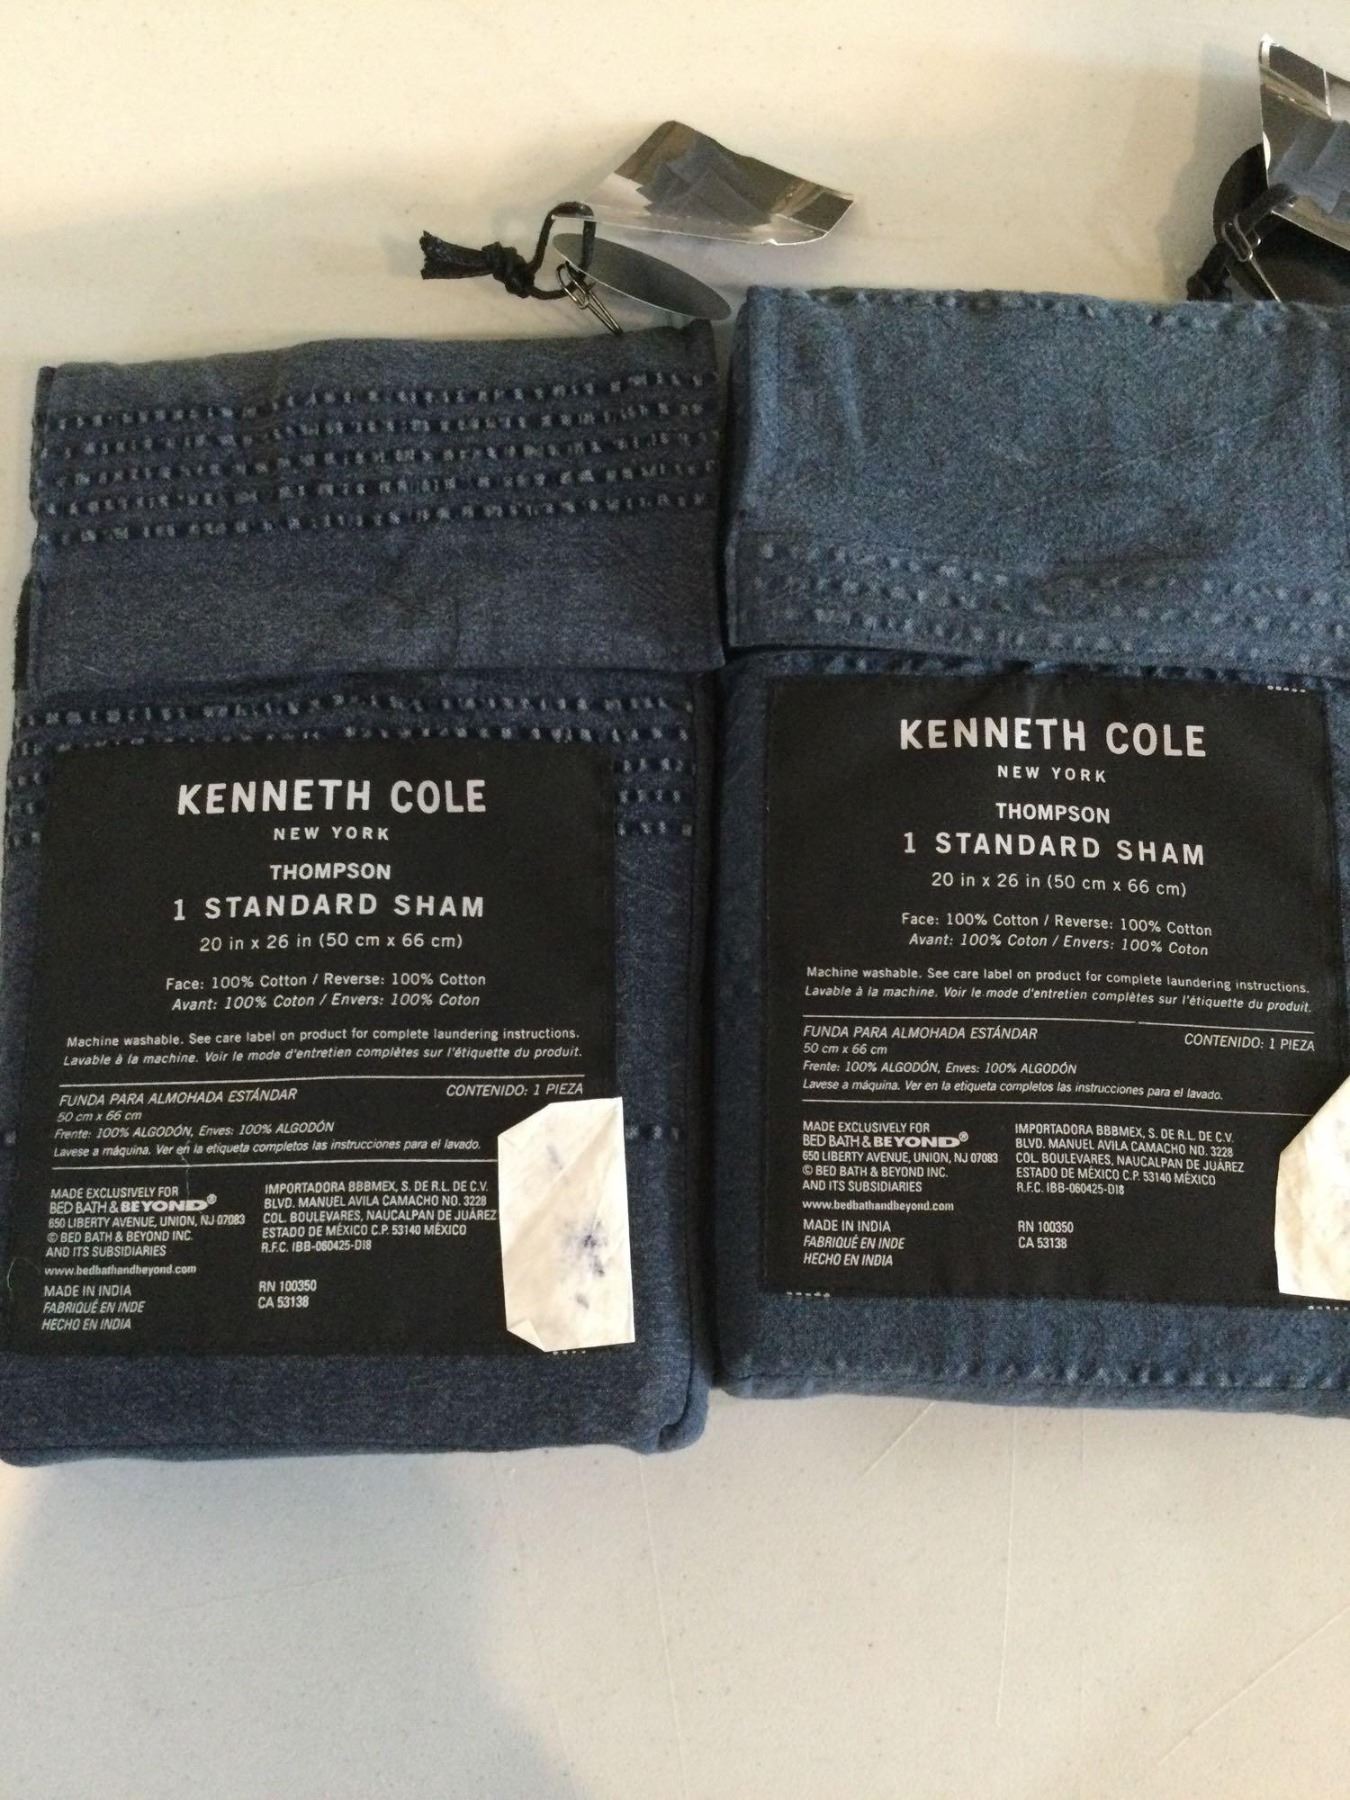 KENNETH COLE
NEW YORK
THOMPSON
1 STANDARD SHAM
20 in x 26 in (50 cm x 66 cm)
Face: 100% Cotton / Reverse: 100% Cotton
Avant: 100% Coton / Envers: 100% Coton
Machine washable. See care label on product for complete laundering instructions.
Lavable à la machine. Voir le mode d'entretien complètes sur l'étiquette du produit.
FUNDA PARA ALMOHADA ESTÁNDAR CONTENIDO: 1 PIEZA
50 cm x 66 cm
Frente: 100% ALGODÓN, Enves: 100% ALGODÓN
Lavese a máquina. Ver en la etiqueta completos las instrucciones para el lavado.
MADE EXCLUSIVELY FOR
BED BATH & BEYOND®
650 LIBERTY AVENUE, UNION, NJ 07083
© BED BATH & BEYOND INC.
AND ITS SUBSIDIARIES
www.bedbathandbeyond.com
MADE IN INDIA
FABRIQUÉ EN INDE
HECHO EN INDIA
IMPORTADORA BBBMEX, S. DE R.L. DE C.V.
BLVD. MANUEL AVILA CAMACHO NO. 3228
COL. BOULEVARES, NAUCALPAN DE JUÁREZ
ESTADO DE MÉXICO C.P. 53140 MÉXICO
R.F.C. IBB-060425-D18
RN 100350
CA 53138
KENNETH COLE
NEW YORK
THOMPSON
1 STANDARD SHAM
20 in x 26 in (50 cm x 66 cm)
Face: 100% Cotton / Reverse: 100% Cotton
Avant: 100% Coton / Envers: 100% Coton
Machine washable. See care label on product for complete laundering instructions.
Lavable à la machine. Voir le mode d'entretien complètes sur l'étiquette du produit.
FUNDA PARA ALMOHADA ESTÁNDAR CONTENIDO: 1 PIEZA
50 cm x 66 cm
Frente: 100% ALGODÓN, Enves: 100% ALGODÓN
Lavese a máquina. Ver en la etiqueta completos las instrucciones para el lavado.
MADE EXCLUSIVELY FOR
BED BATH & BEYOND®
650 LIBERTY AVENUE, UNION, NJ 07083
© BED BATH & BEYOND INC.
AND ITS SUBSIDIARIES
www.bedbathandbeyond.com
MADE IN INDIA
FABRIQUÉ EN INDE
HECHO EN INDIA
IMPORTADORA BBBMEX, S. DE R.L. DE C.V.
BLVD. MANUEL AVILA CAMACHO NO. 3228
COL. BOULEVARES, NAUCALPAN DE JUÁREZ
ESTADO DE MÉXICO C.P. 53140 MÉXICO
R.F.C. IBB-060425-D18
RN 100350
CA 53138